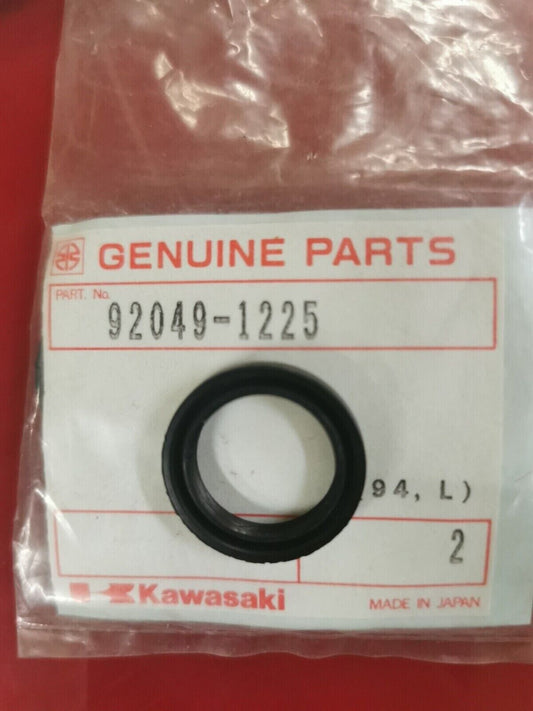 GENUINE PARTS
PART. No.
92049-1225
94, L)
2
Kawasaki
MADE IN JAPAN